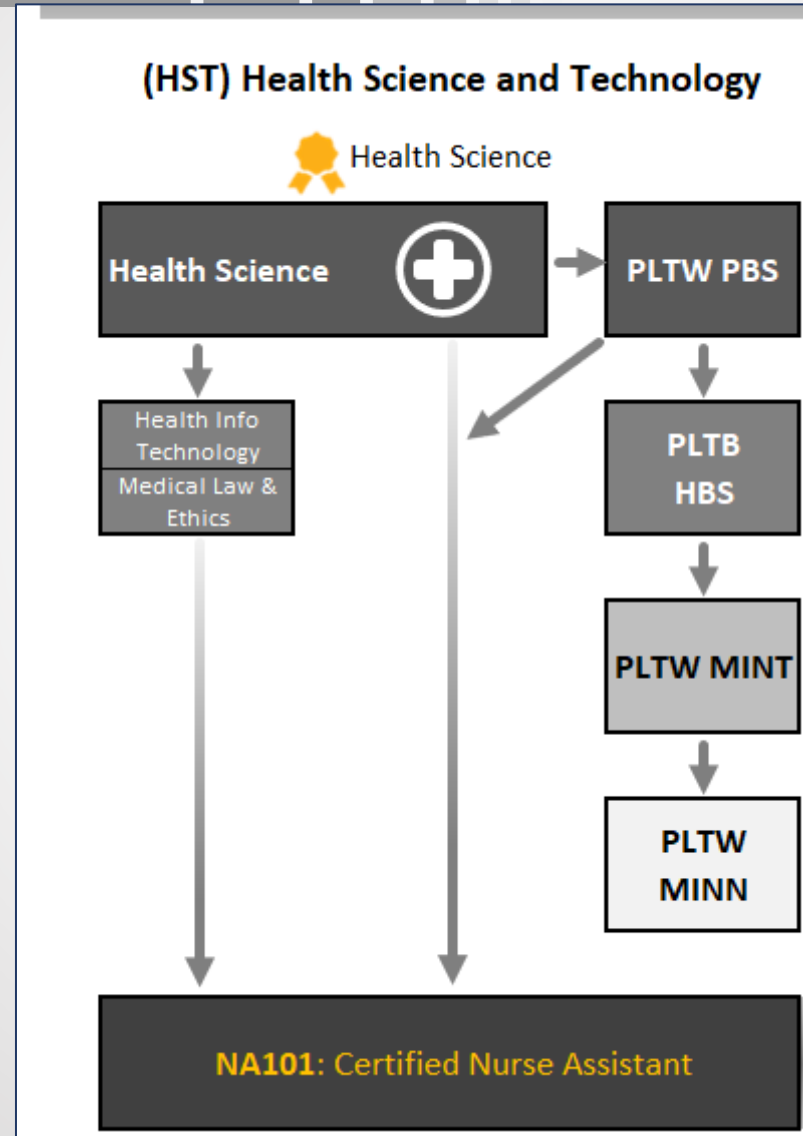 (HST) Health Science and Technology
Health Science
Health Science
PLTW PBS
Health Info
Technology
Medical Law &
Ethics
PLTB
HBS
PLTW MINT
PLTW
MINN
NA101: Certified Nurse Assistant